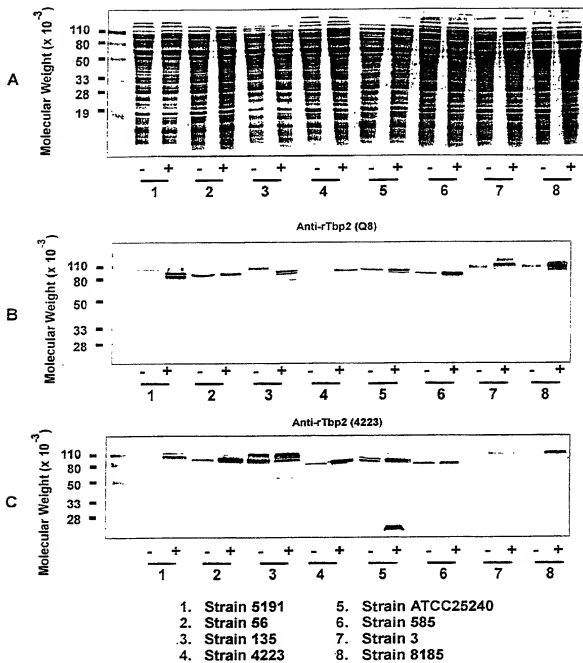 A
Molecular Weight (x 10⁻³)
110
80
50
33
28
19
- + - + - + - + - + - + - + - +
1 2 3 4 5 6 7 8
Anti-rTbp2 (Q8)
B
Molecular Weight (x 10⁻³)
110
80
50
33
28
- + - + - + - + - + - + - + - +
1 2 3 4 5 6 7 8
Anti-rTbp2 (4223)
C
Molecular Weight (x 10⁻³)
110
80
50
33
28
- + - + - + - + - + - + - + - +
1 2 3 4 5 6 7 8
1. Strain 5191
2. Strain 56
3. Strain 135
4. Strain 4223
5. Strain ATCC25240
6. Strain 585
7. Strain 3
8. Strain 8185